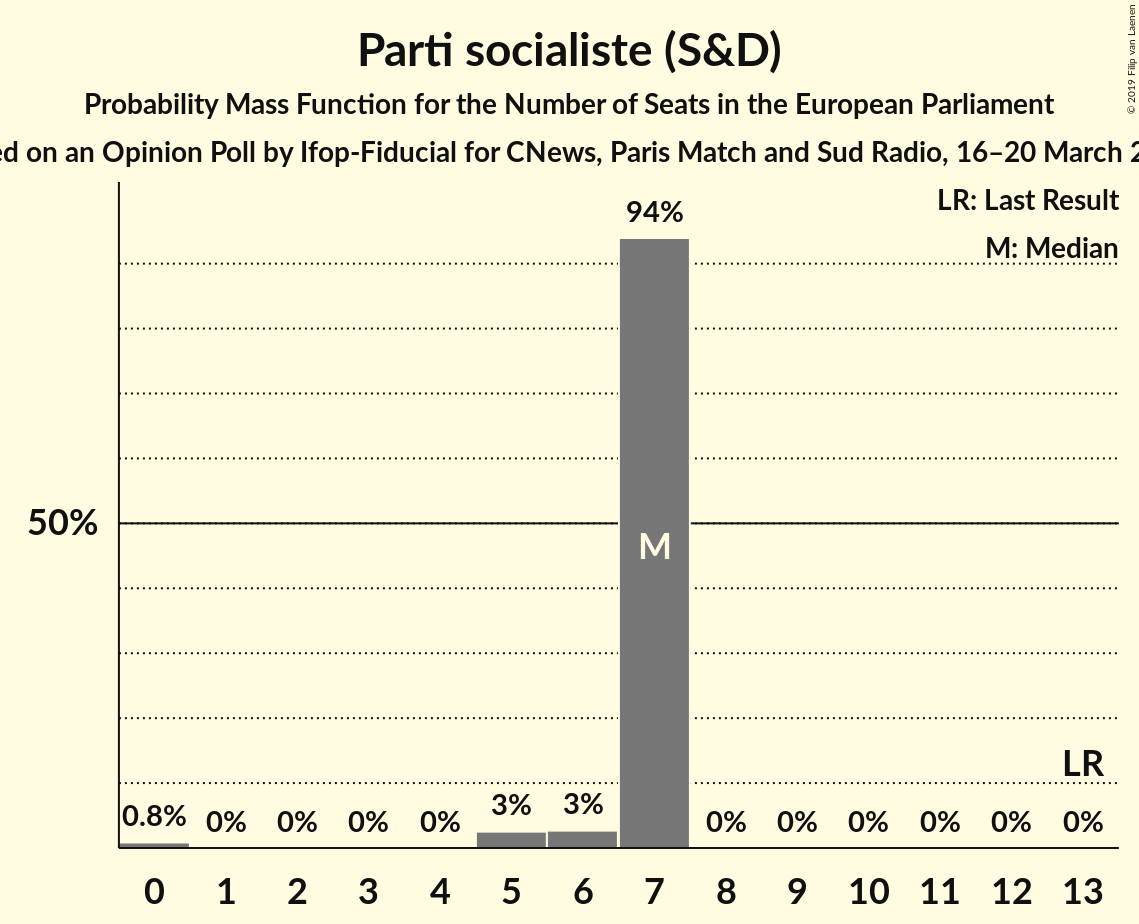 Parti socialiste (S&D)
Probability Mass Function for the Number of Seats in the European Parliament
ed on an Opinion Poll by Ifop-Fiducial for CNews, Paris Match and Sud Radio, 16–20 March 2
© 2019 Filip van Laenen
LR: Last Result
M: Median
94%
50%
M
LR
0.8% 0% 0% 0% 0% 3% 3% 0% 0% 0% 0% 0% 0%
0 1 2 3 4 5 6 7 8 9 10 11 12 13